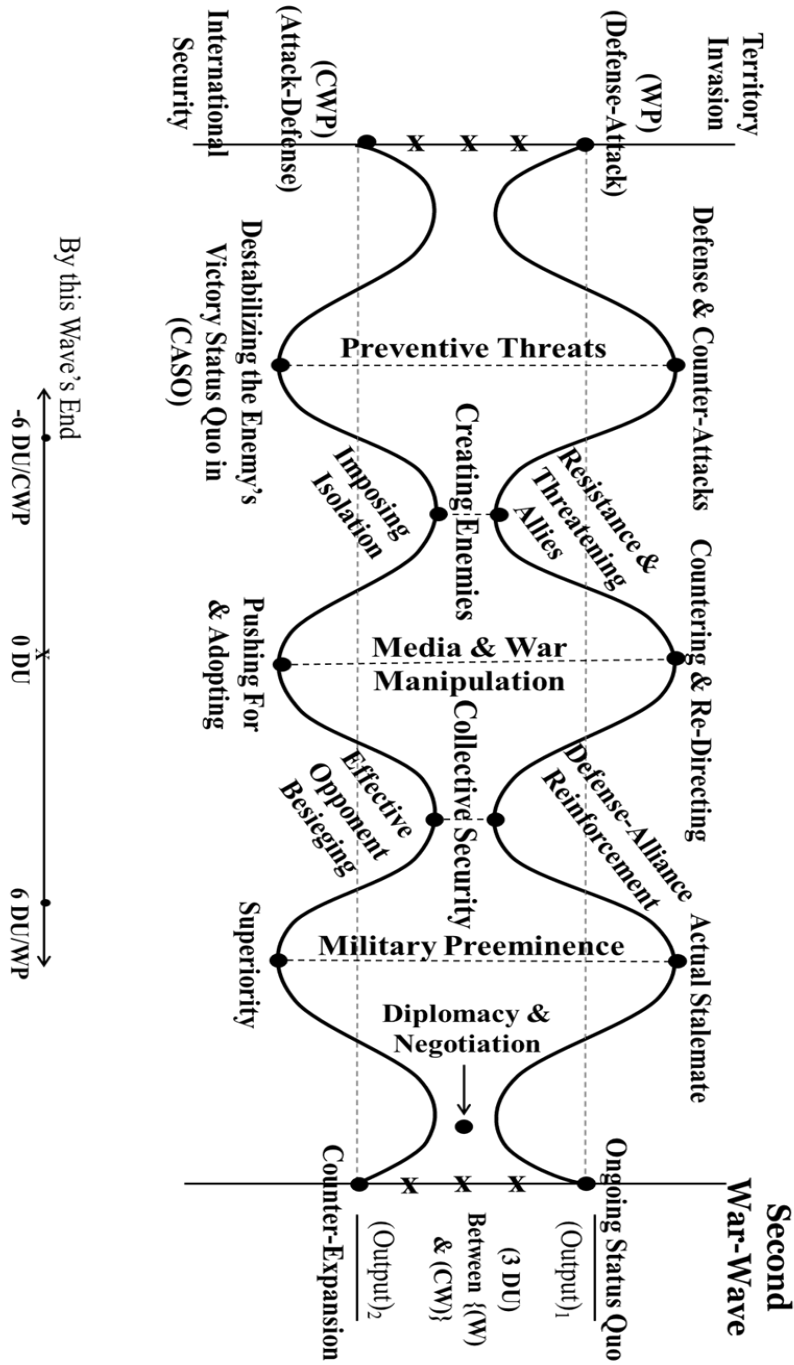 Second
War-Wave
Territory
Invasion
(WP)
(Defense-Attack)
(CWP)
(Attack-Defense)
International
Security
Defense & Counter-Attacks
Countering & Re-Directing
Actual Stalemate
Resistance &
Threatening
Allies
Defense-Alliance
Reinforcement
Preventive Threats
Creating Enemies
Media & War
Manipulation
Collective Security
Military Preeminence
Diplomacy &
Negotiation
Imposing
Isolation
Effective
Opponent
Besieging
Destabilizing the Enemy's
Victory Status Quo in
(CASO)
Pushing For
& Adopting
Superiority
Ongoing Status Quo
(Output)1
(3 DU)
Between {(W)
& (CW)}
(Output)2
Counter-Expansion
X X X
X X X
By this Wave's End
x
-6 DU/CWP
0 DU
6 DU/WP